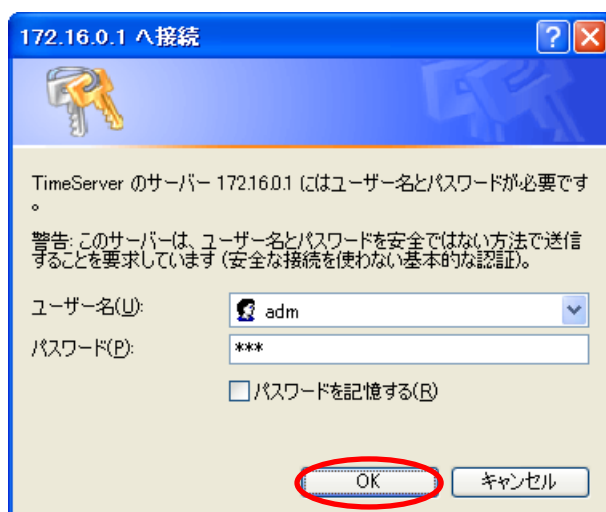 172.16.0.1 へ接続
TimeServer のサーバー 172.16.0.1 にはユーザー名とパスワードが必要です
。
警告: このサーバーは、ユーザー名とパスワードを安全ではない方法で送信
することを要求しています (安全な接続を使わない基本的な認証)。
ユーザー名(U):
adm
パスワード(P):
***
パスワードを記憶する(R)
OK
キャンセル